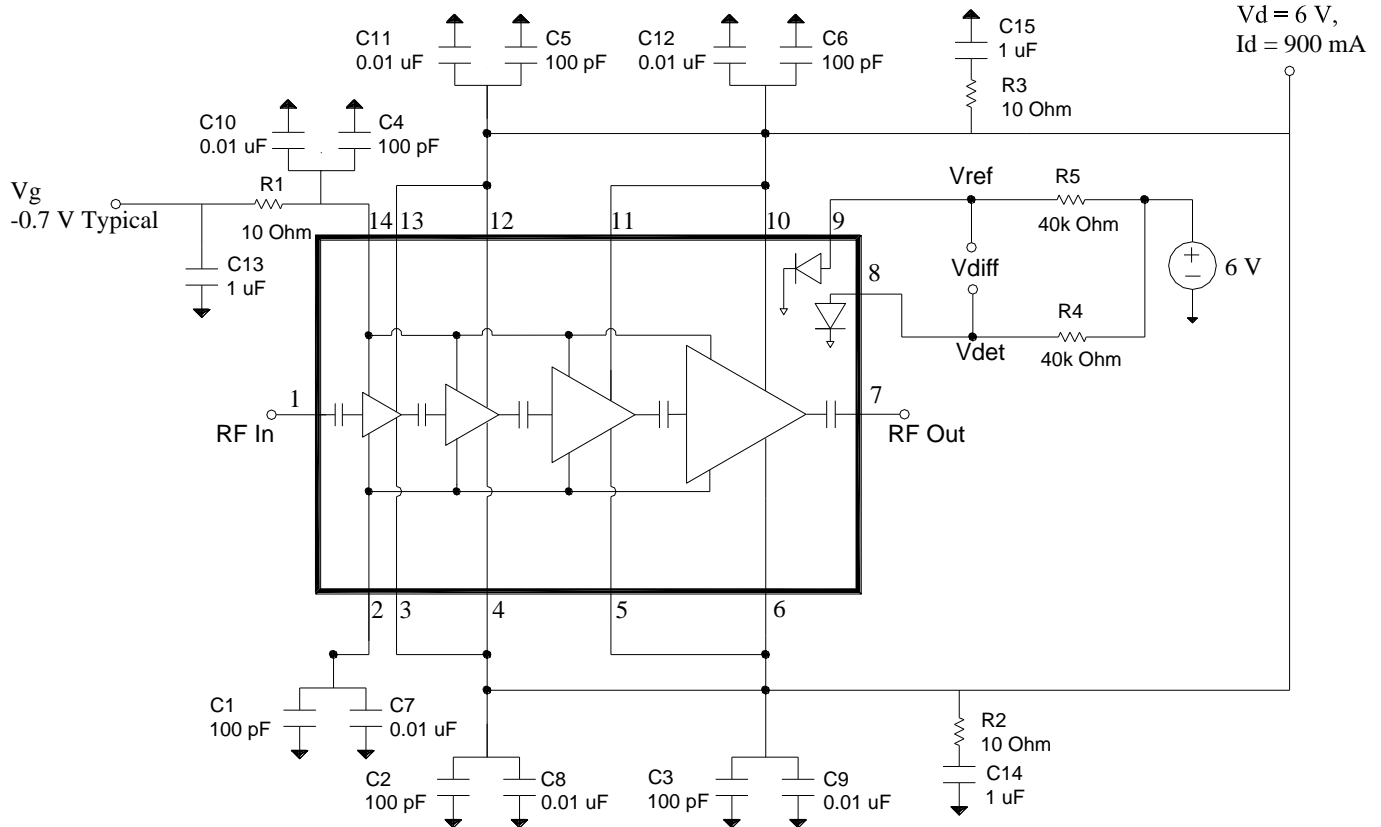 Vd = 6 V,
Id = 900 mA
C11
0.01 uF
C5
100 pF
C12
0.01 uF
C6
100 pF
C15
1 uF
R3
10 Ohm
C10
0.01 uF
C4
100 pF
Vg
-0.7 V Typical
R1
10 Ohm
C13
1 uF
14
13
12
11
10
9
8
Vref
R5
40k Ohm
Vdiff
6 V
R4
40k Ohm
Vdet
1
RF In
7
RF Out
2
3
4
5
6
C1
100 pF
C7
0.01 uF
C2
100 pF
C8
0.01 uF
C3
100 pF
C9
0.01 uF
R2
10 Ohm
C14
1 uF